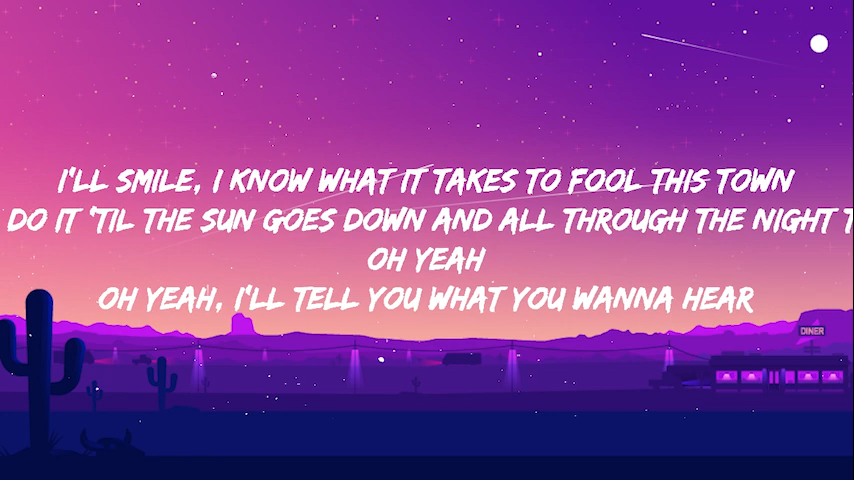 I'LL SMILE, I KNOW WHAT IT TAKES TO FOOL THIS TOWN
DO IT 'TIL THE SUN GOES DOWN AND ALL THROUGH THE NIGHT
OH YEAH
OH YEAH, I'LL TELL YOU WHAT YOU WANNA HEAR
DINER